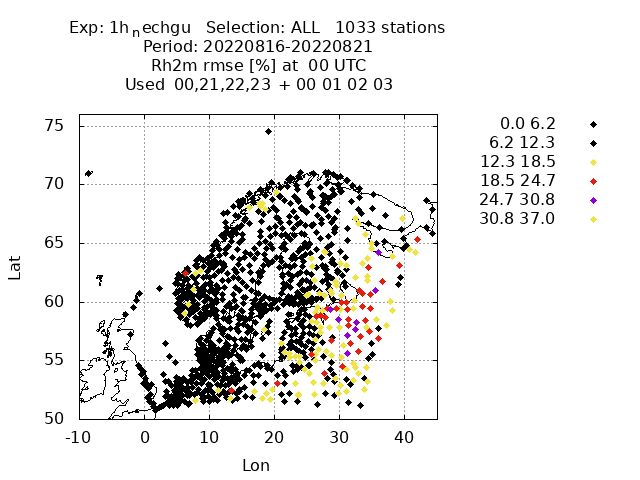 Exp: 1h n echgu Selection: ALL 1033 stations
Period: 20220816-20220821
Rh2m rmse [%] at 00 UTC
Used 00,21,22,23 + 00 01 02 03
0.0 6.2
6.2 12.3
12.3 18.5
18.5 24.7
24.7 30.8
30.8 37.0
75
70
65
60
55
50
Lat
-10 0 10 20 30 40
Lon